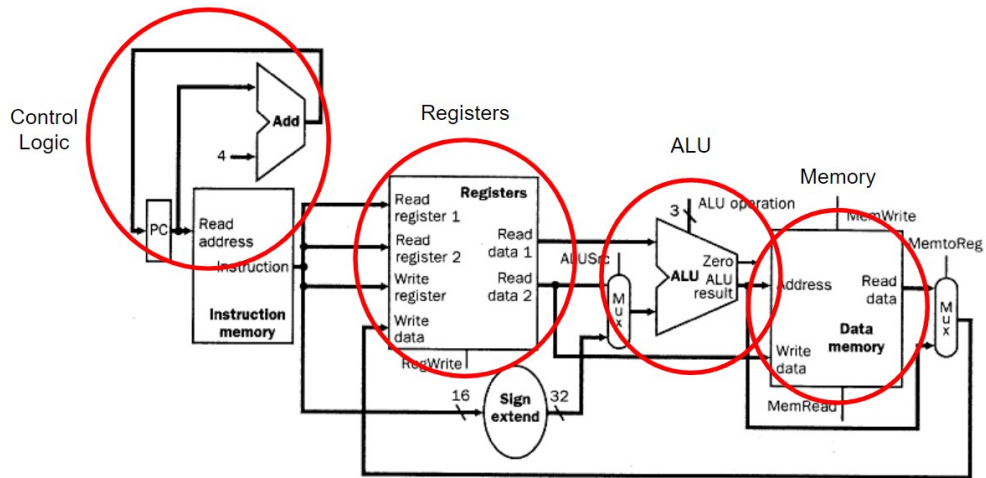 Control
Logic
Registers
ALU
Memory
Add
4
PC
Read
address
Instruction
Instruction
memory
Read
register 1
Read
register 2
Write
register
Write
data
Registers
Read
data 1
Read
data 2
RegWrite
16
Sign
extend
32
ALUSrc
M
u
x
3
ALU operation
Zero
ALU
ALU
result
MemWrite
Address
Read
data
Write
data
Data
memory
MemRead
MemtoReg
M
u
x